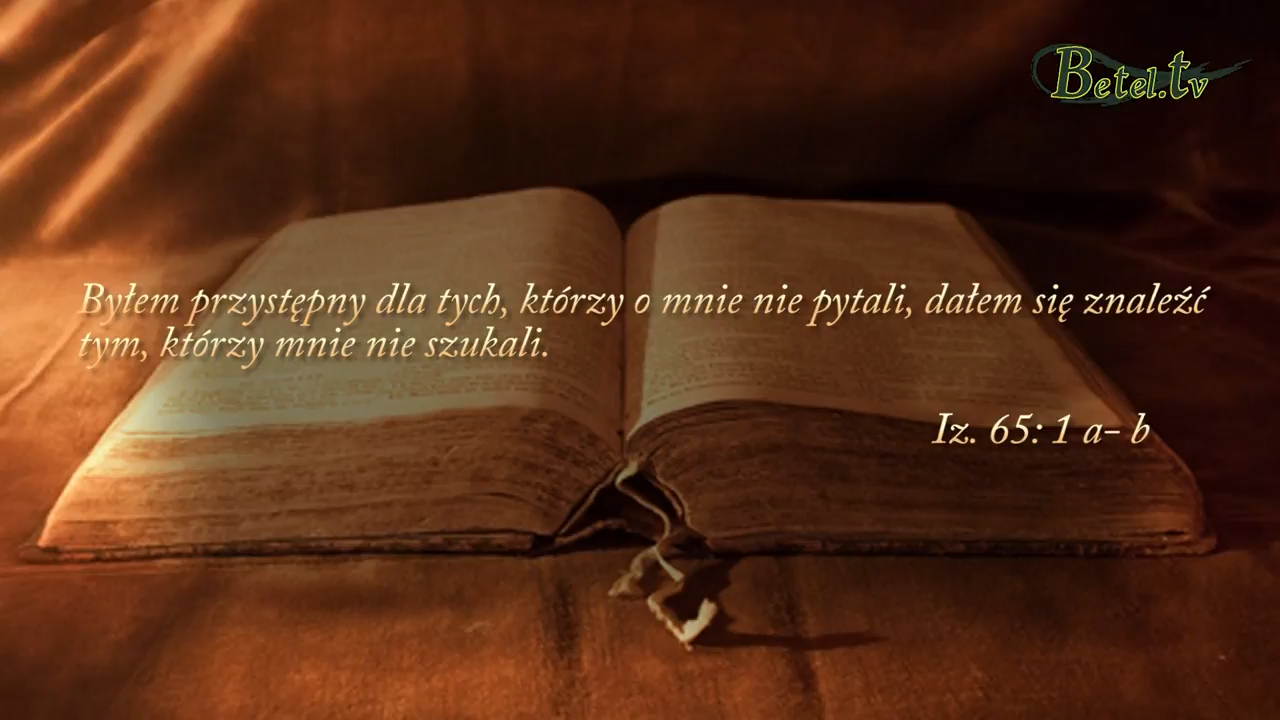 Betel.tv
Byłem przystępny dla tych, którzy o mnie nie pytali, dałem się znaleźć
tym, którzy mnie nie szukali.
Iz. 65: 1 a– b